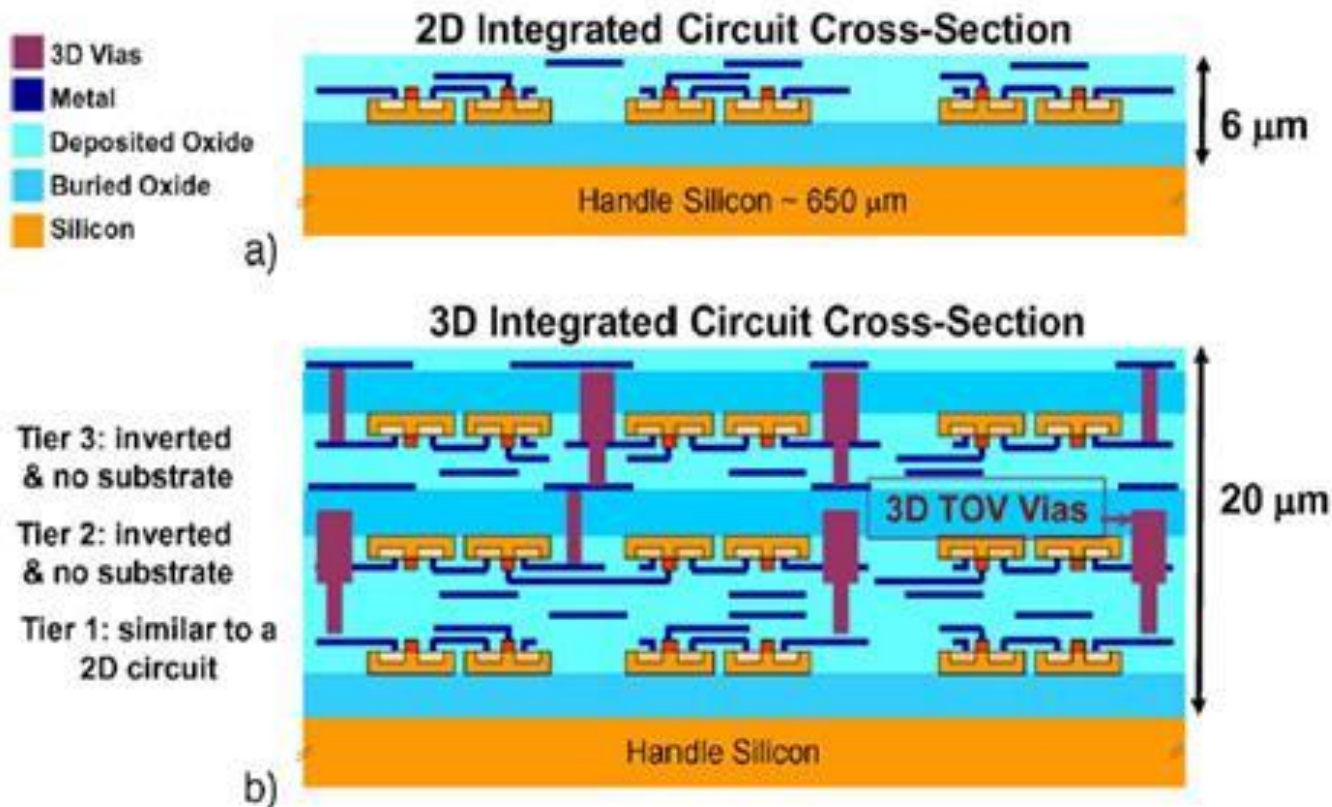 2D Integrated Circuit Cross-Section
3D Vias
Metal
Deposited Oxide
Buried Oxide
Silicon
6 μm
Handle Silicon ~ 650 μm
a)
3D Integrated Circuit Cross-Section
Tier 3: inverted
& no substrate
3D TOV Vias
20 μm
Tier 2: inverted
& no substrate
Tier 1: similar to a
2D circuit
Handle Silicon
b)